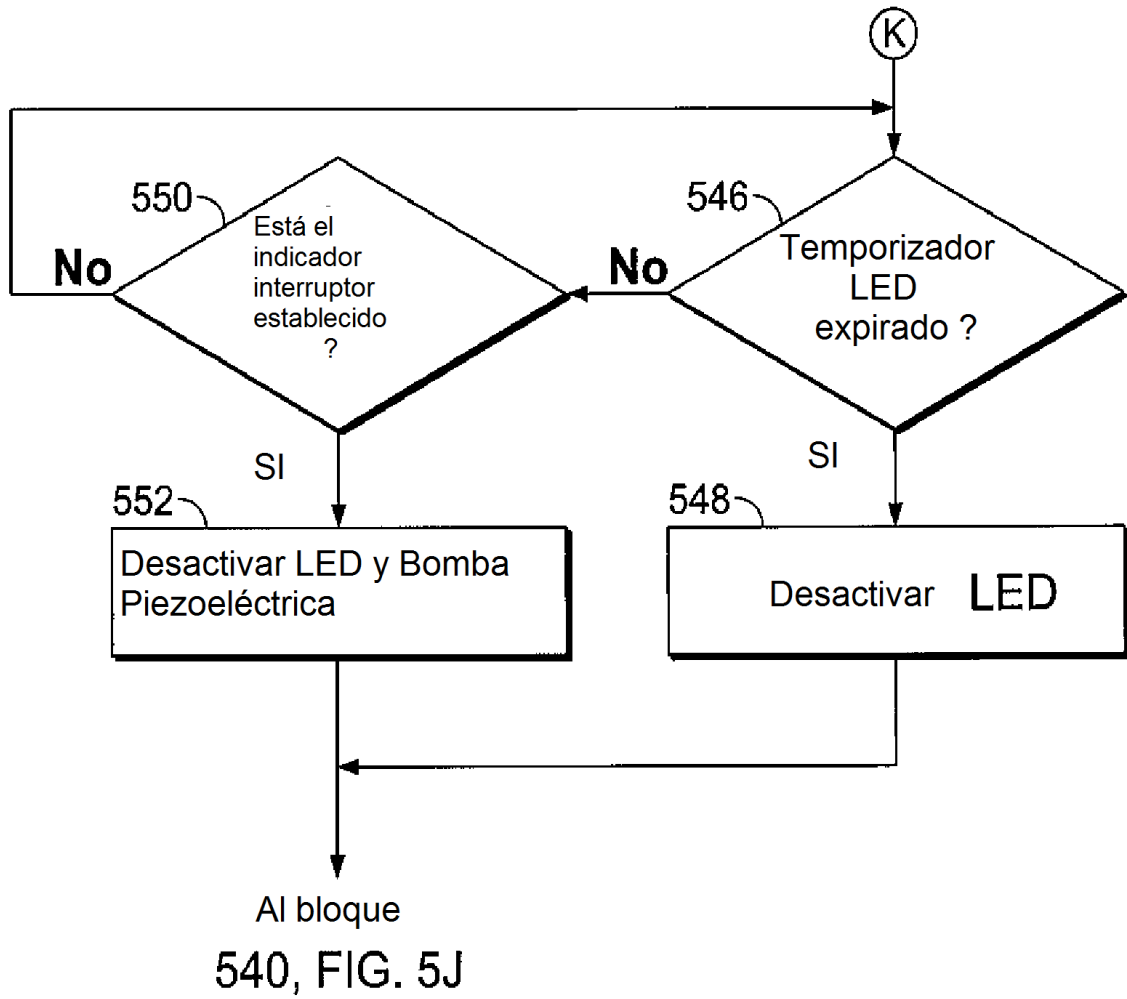 K
550
Está el
indicador
interruptor
establecido
?
No
546
Temporizador
LED
expirado ?
No
SI
SI
552
Desactivar LED y Bomba
Piezoeléctrica
548
Desactivar LED
Al bloque
540, FIG. 5J